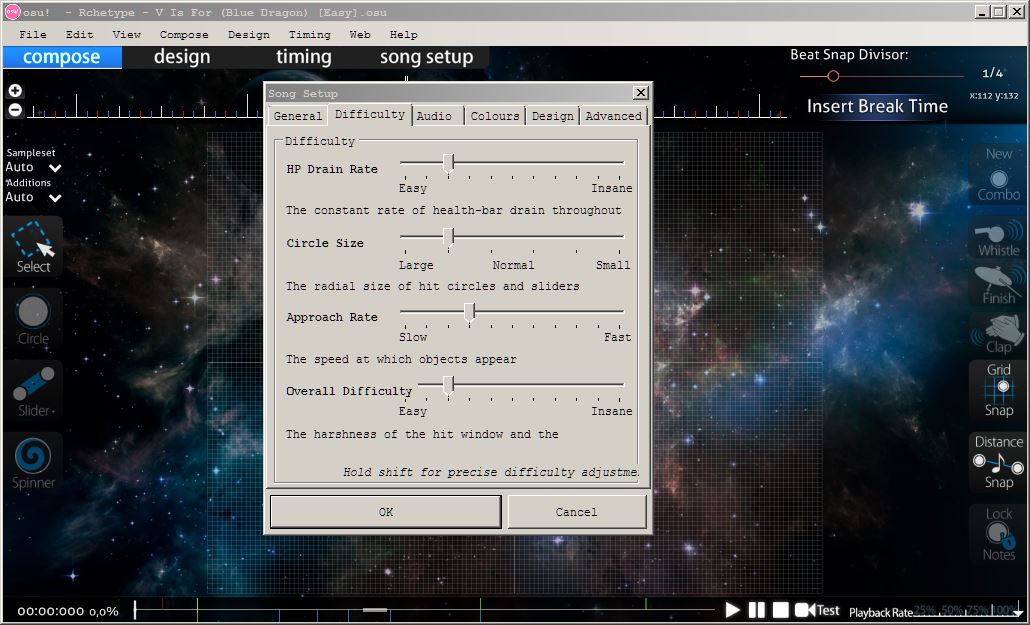 osu!  - Rchetype - V Is For (Blue Dragon) [Easy].osu
File Edit View Compose Design Timing Web Help
compose design timing song setup
Beat Snap Divisor:
1/4
x:112 y:132
Insert Break Time
Song Setup
General Difficulty Audio Colours Design Advanced
Difficulty
HP Drain Rate
Easy Insane
The constant rate of health-bar drain throughout
Circle Size
Large Normal Small
The radial size of hit circles and sliders
Approach Rate
Slow Fast
The speed at which objects appear
Overall Difficulty
Easy Insane
The harshness of the hit window and the
Hold shift for precise difficulty adjustme
OK Cancel
Sampleset
Auto
Additions
Auto
Select
Circle
Slider
Spinner
New
Combo
Whistle
Finish
Clap
Grid
Snap
Distance
Snap
Lock
Notes
00:00:000 0,0%
Test
Playback Rate
25% 50% 75% 100%